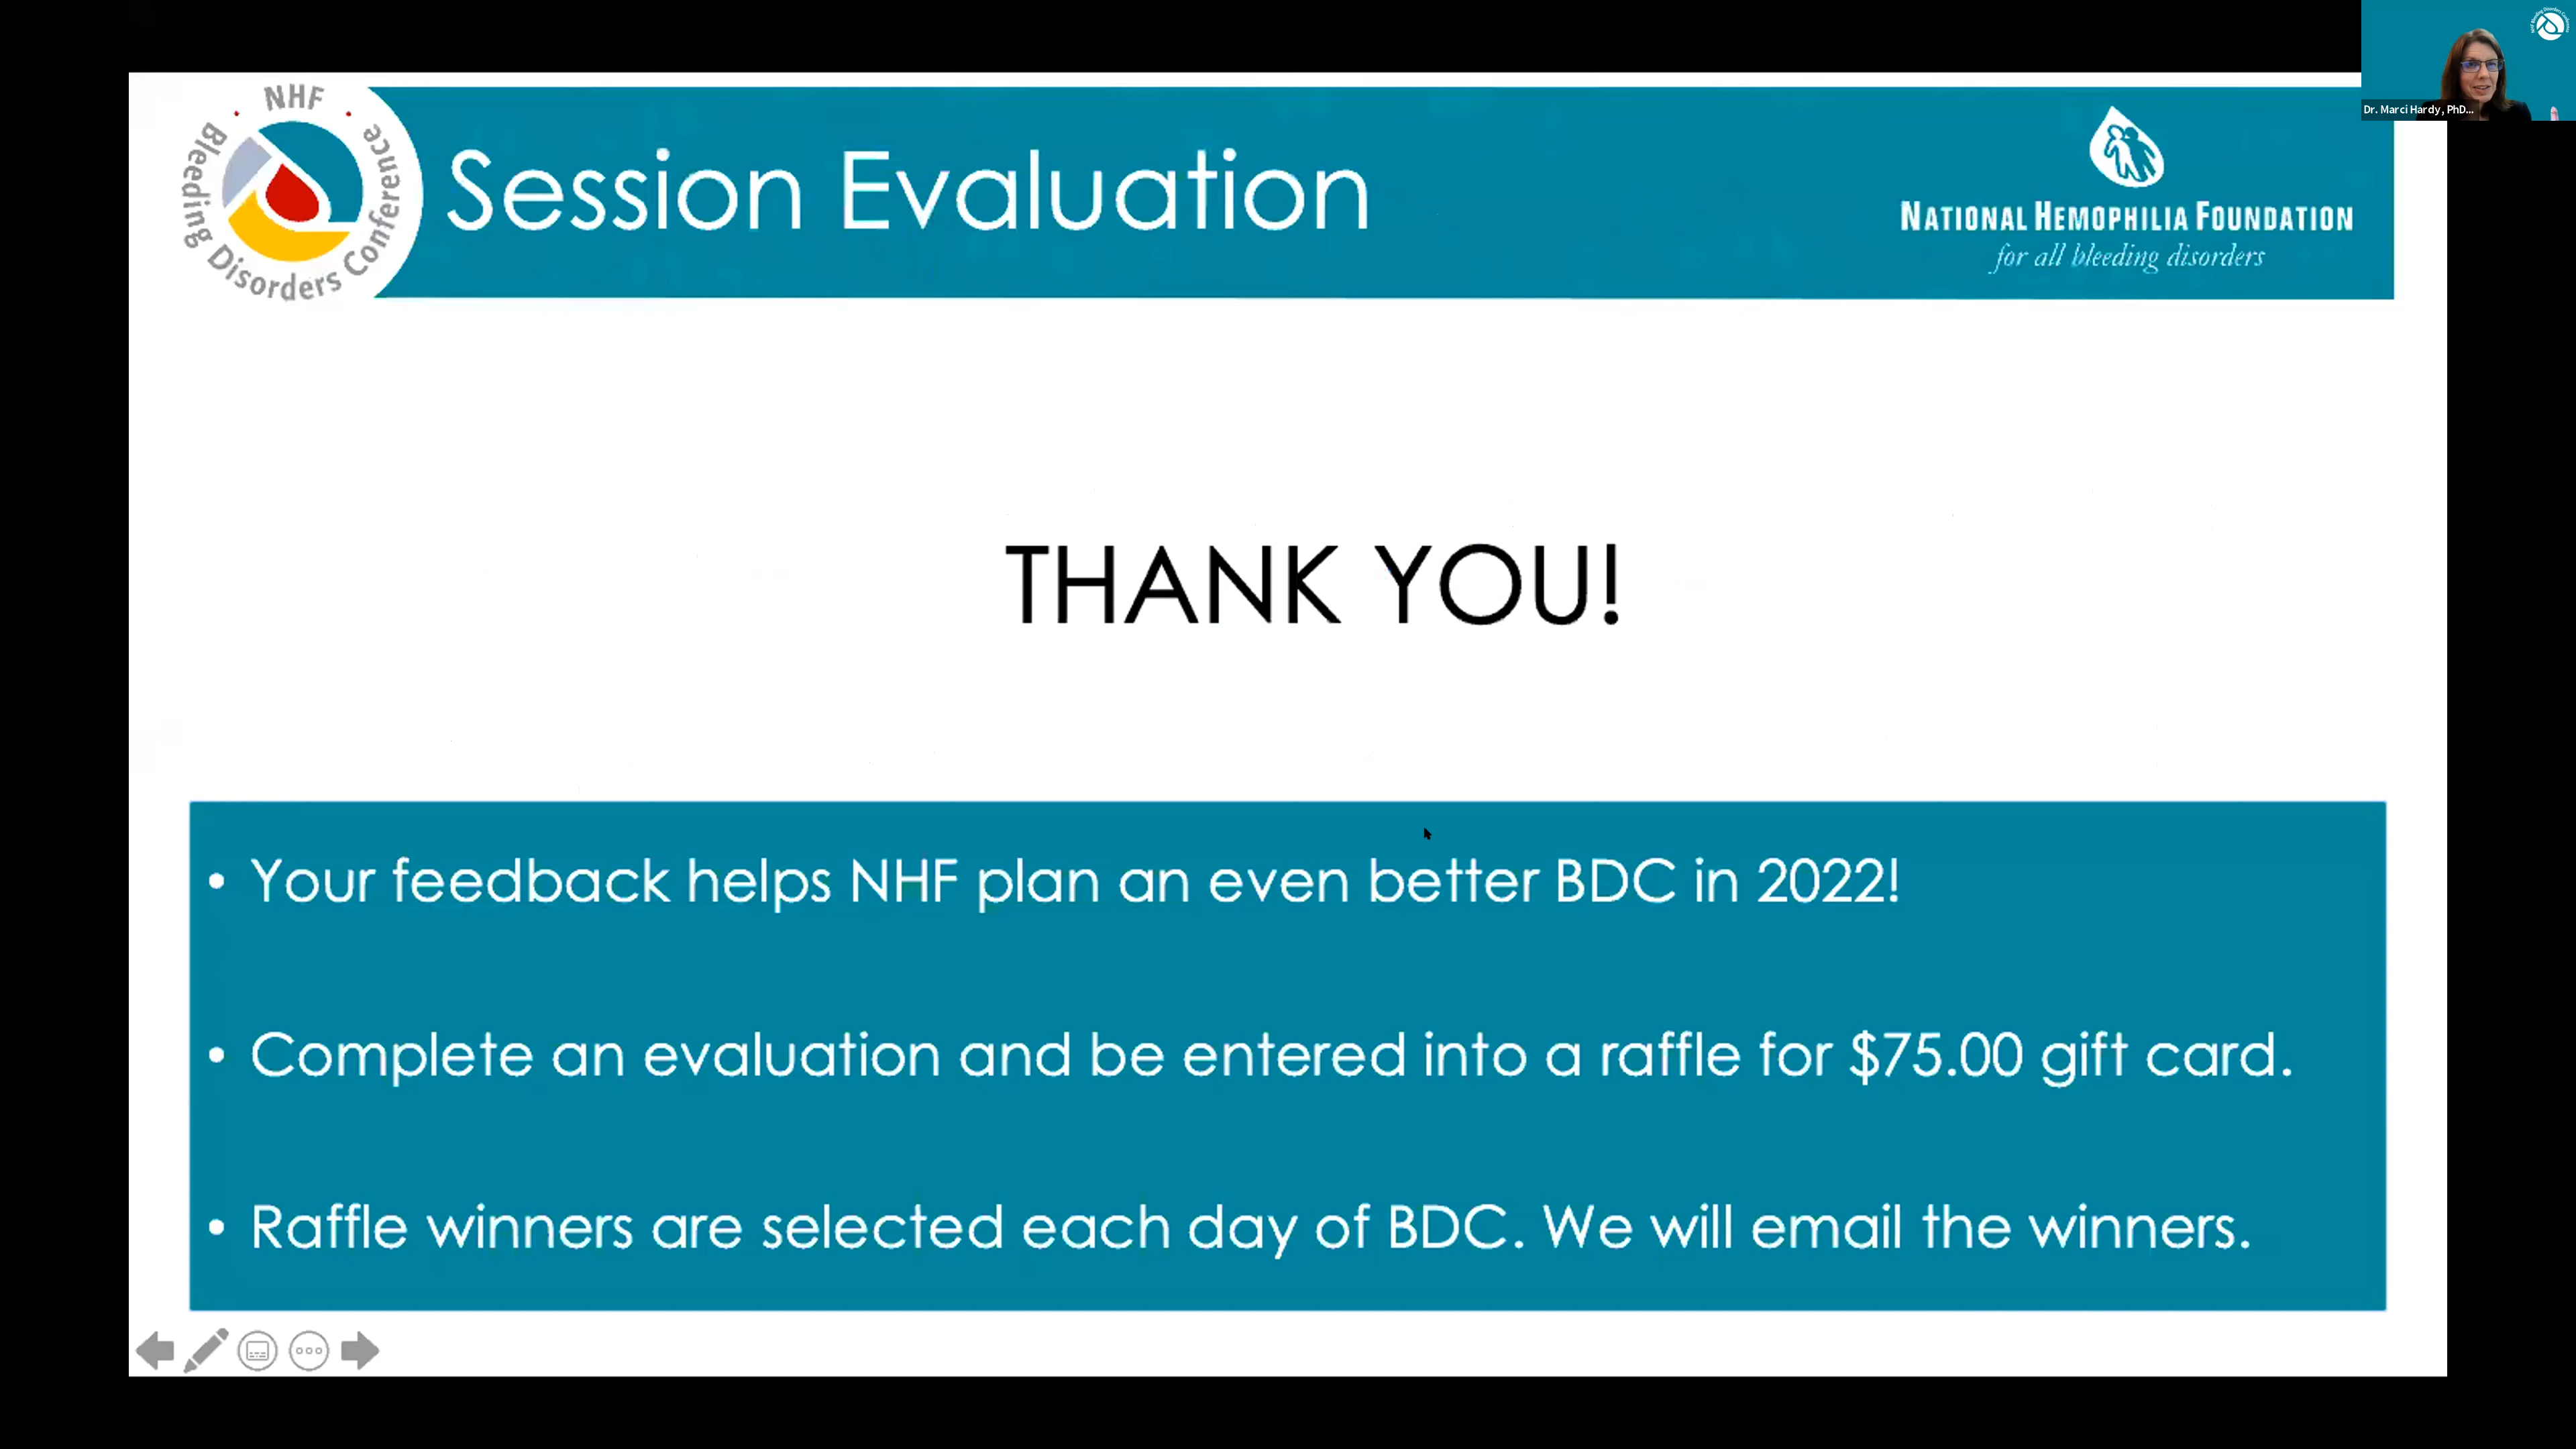 NHF
Bleeding Disorders Conference
Session Evaluation
NATIONAL HEMOPHILIA FOUNDATION
for all bleeding disorders
Dr. Marci Hardy, PhD...
THANK YOU!
• Your feedback helps NHF plan an even better BDC in 2022!
• Complete an evaluation and be entered into a raffle for $75.00 gift card.
• Raffle winners are selected each day of BDC. We will email the winners.